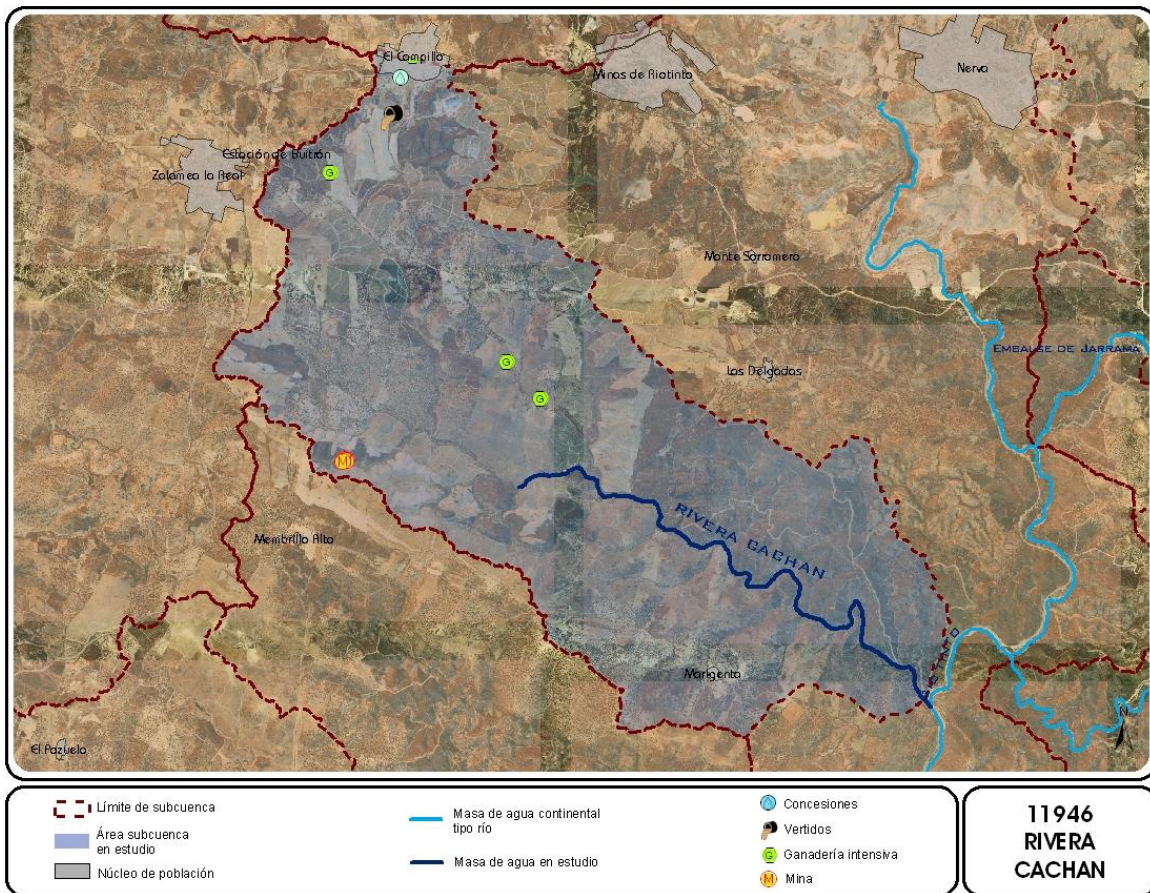 El Campillo
Minas de Riotinto
Nerva
Estación de Buitrón
Zalamea la Real
Monte Sorromero
EMBALSE DE JARRAMA
Las Delgadas
RIVERA CACHAN
Membrillo Alto
Marigenta
El Pozuelo
N
G
G
G
M
Límite de subcuenca
Área subcuenca
en estudio
Núcleo de población
Masa de agua continental
tipo río
Masa de agua en estudio
Concesiones
Vertidos
G Ganadería intensiva
M Mina
11946
RIVERA
CACHAN